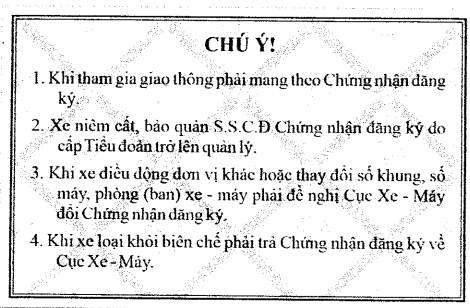 CHÚ Ý!
1. Khi tham gia giao thông phải mang theo Chứng nhận đăng
ký.
2. Xe niêm cất, bảo quản S.S.C.Đ Chứng nhận đăng ký do
cấp Tiểu đoàn trở lên quản lý.
3. Khi xe điều động đơn vị khác hoặc thay đổi số khung, số
máy, phòng (ban) xe - máy phải đề nghị Cục Xe - Máy
đổi Chứng nhận đăng ký.
4. Khi xe loại khỏi biên chế phải trả Chứng nhận đăng ký về
Cục Xe - Máy.